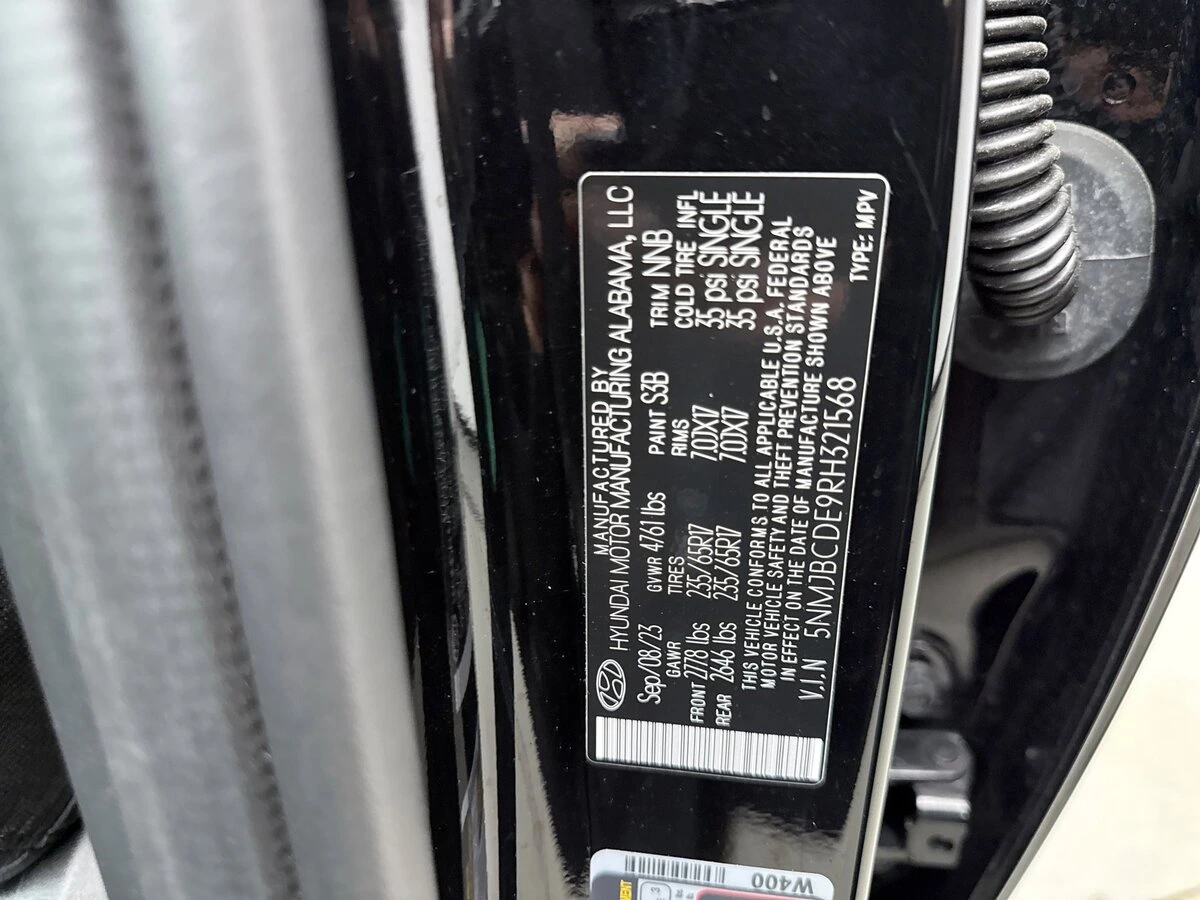 MANUFACTURED BY
HYUNDAI MOTOR MANUFACTURING ALABAMA, LLC
Sep/08/23 GVWR 4761 lbs PAINT S3B TRIM NNB
GAWR TIRES RIMS COLD TIRE INFL
FRONT 2778 lbs 235/65R17 7.0JX17 35 psi SINGLE
REAR 2646 lbs 235/65R17 7.0JX17 35 psi SINGLE
THIS VEHICLE CONFORMS TO ALL APPLICABLE U.S.A. FEDERAL
MOTOR VEHICLE SAFETY AND THEFT PREVENTION STANDARDS
IN EFFECT ON THE DATE OF MANUFACTURE SHOWN ABOVE
V.I.N 5NMJBCDE9RH321568 TYPE: MPV
W400